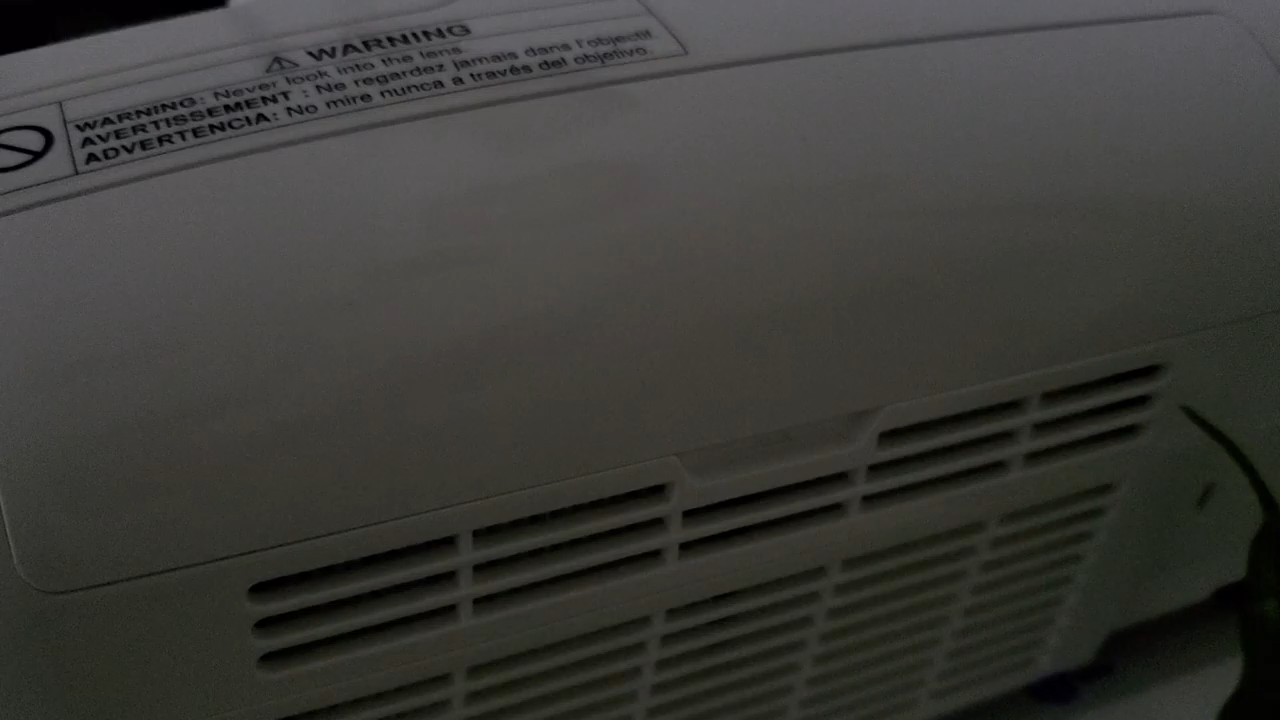 ⚠ WARNING
WARNING: Never look into the lens
AVERTISSEMENT : Ne regardez jamais dans l'objectif
ADVERTENCIA: No mire nunca a través del objetivo.